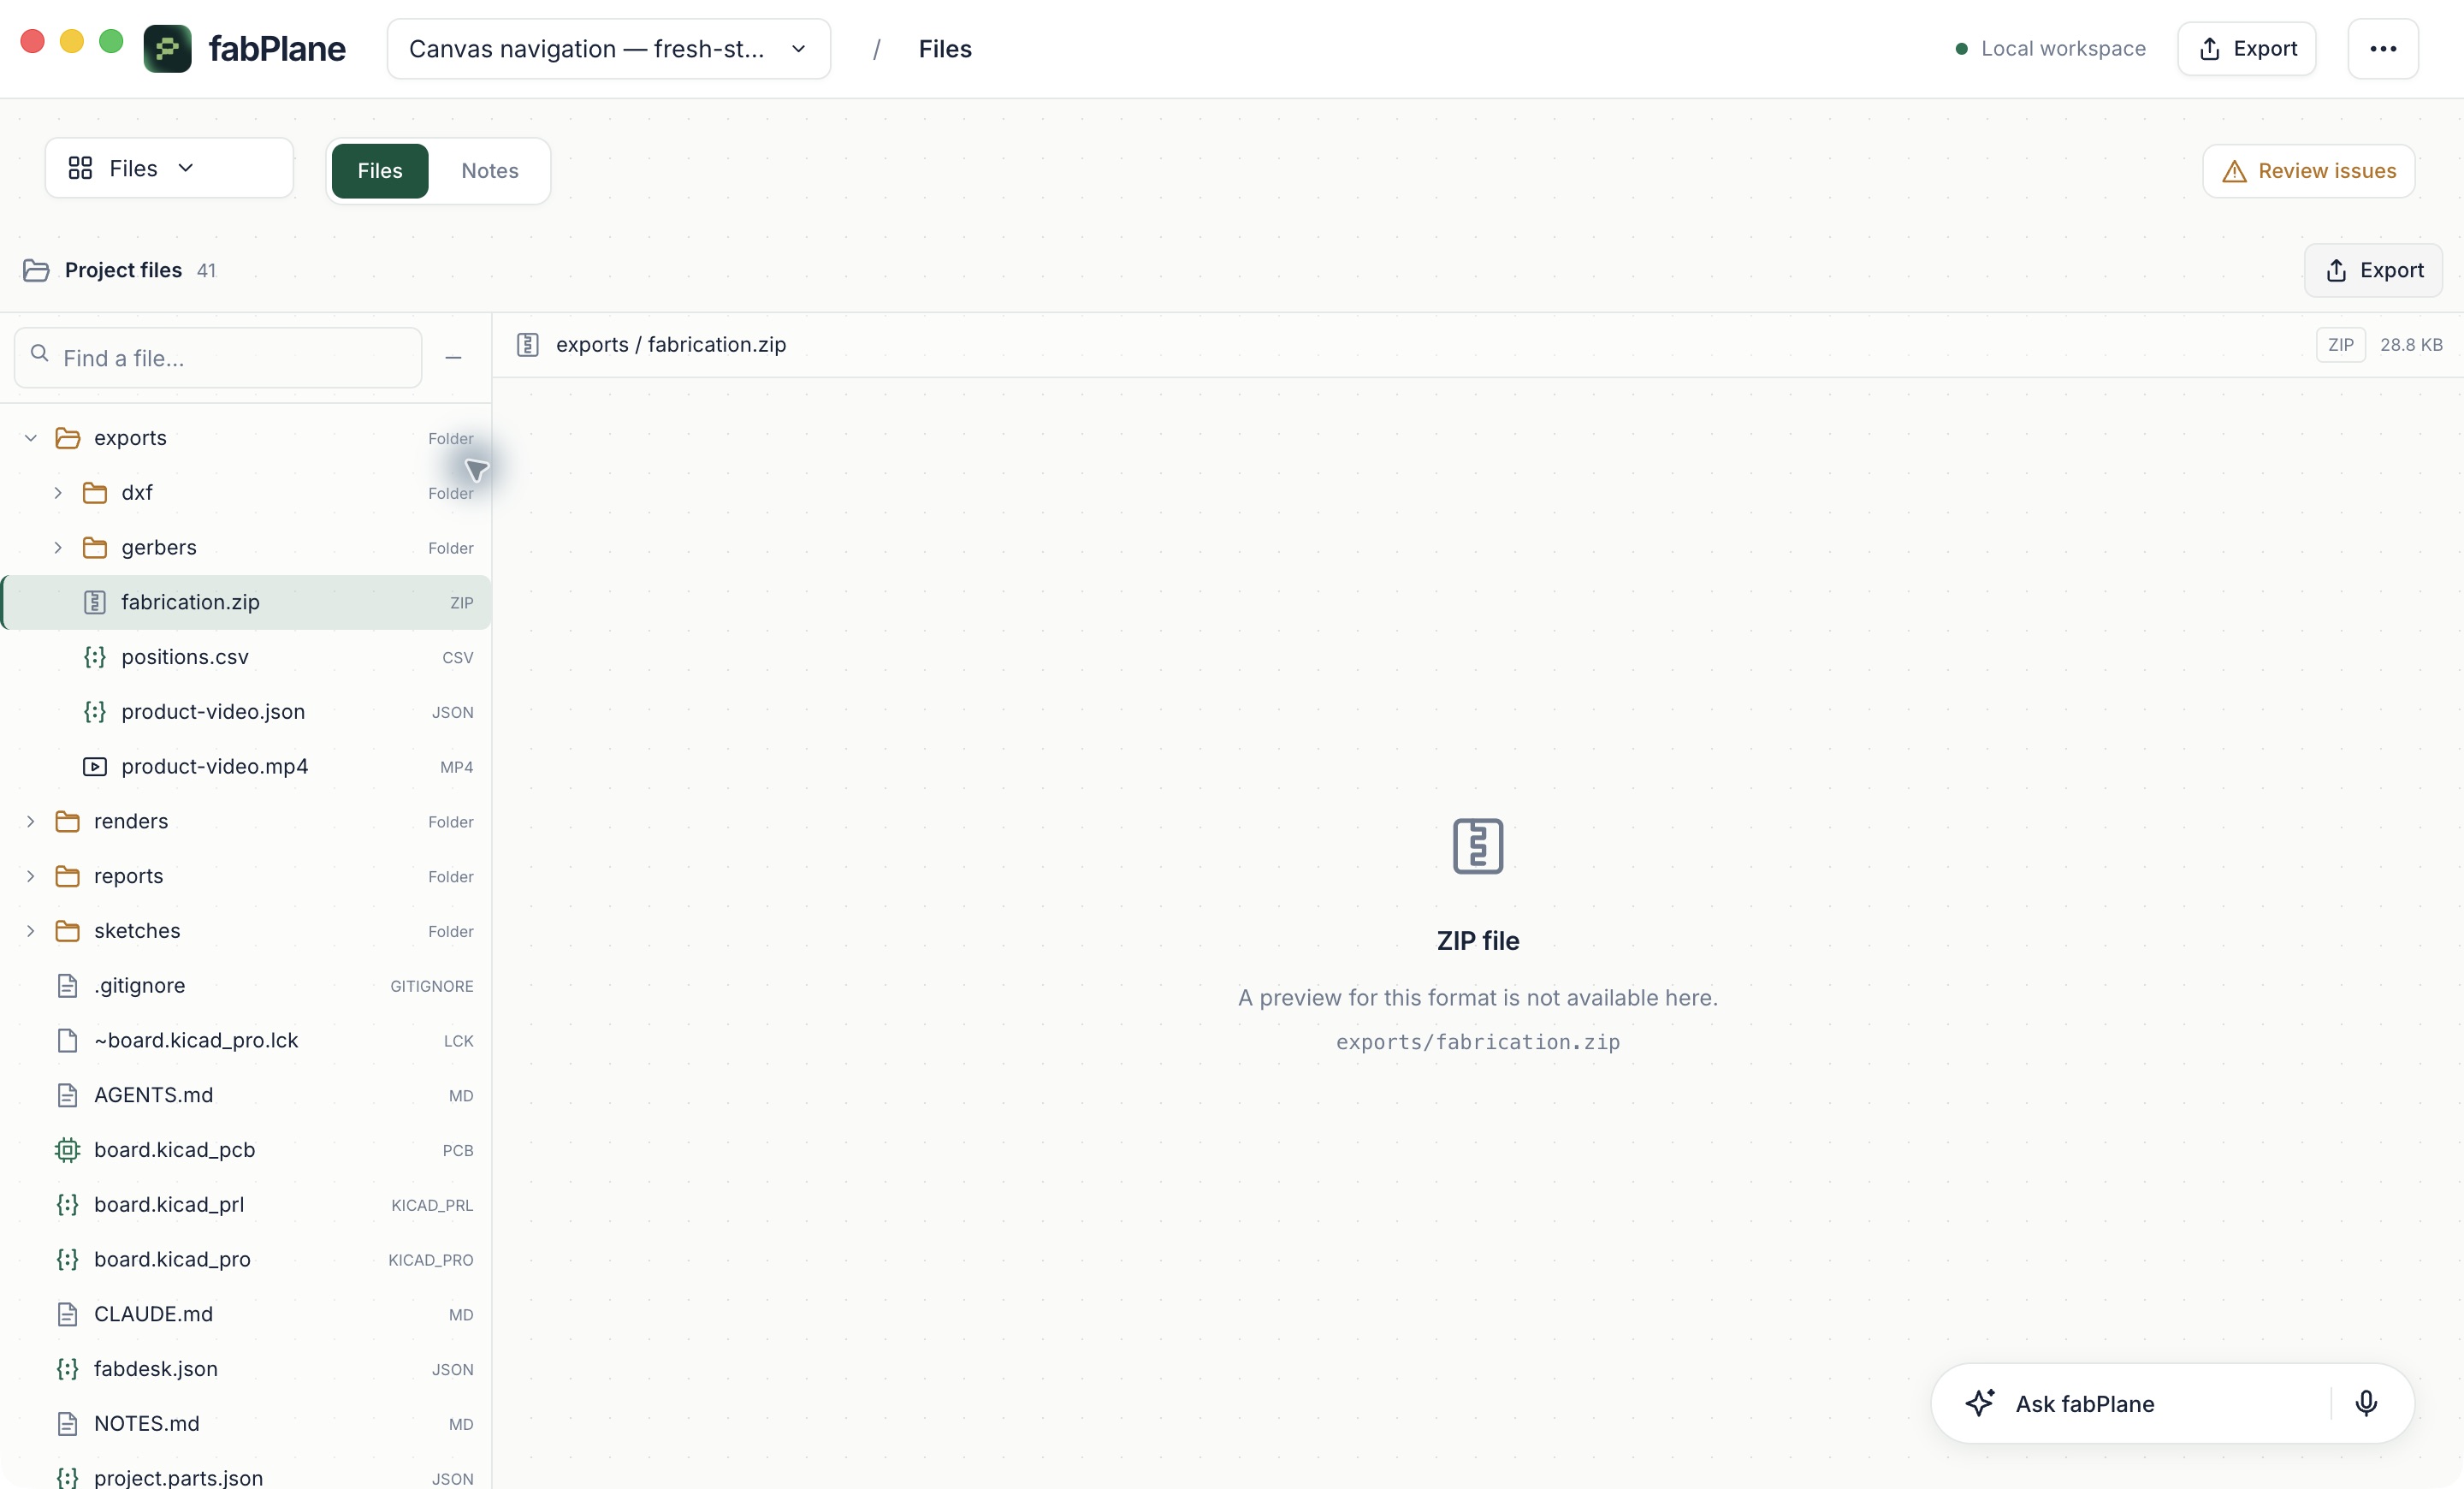 fabPlane
Canvas navigation — fresh-st...
/
Files
Local workspace
Export
Files
Files
Notes
Review issues
Project files 41
Export
Find a file...
exports / fabrication.zip
ZIP
28.8 KB
exports Folder
dxf Folder
gerbers Folder
fabrication.zip ZIP
positions.csv CSV
product-video.json JSON
product-video.mp4 MP4
renders Folder
reports Folder
sketches Folder
.gitignore GITIGNORE
~board.kicad_pro.lck LCK
AGENTS.md MD
board.kicad_pcb PCB
board.kicad_prl KICAD_PRL
board.kicad_pro KICAD_PRO
CLAUDE.md MD
fabdesk.json JSON
NOTES.md MD
project.parts.json JSON
ZIP file
A preview for this format is not available here.
exports/fabrication.zip
Ask fabPlane